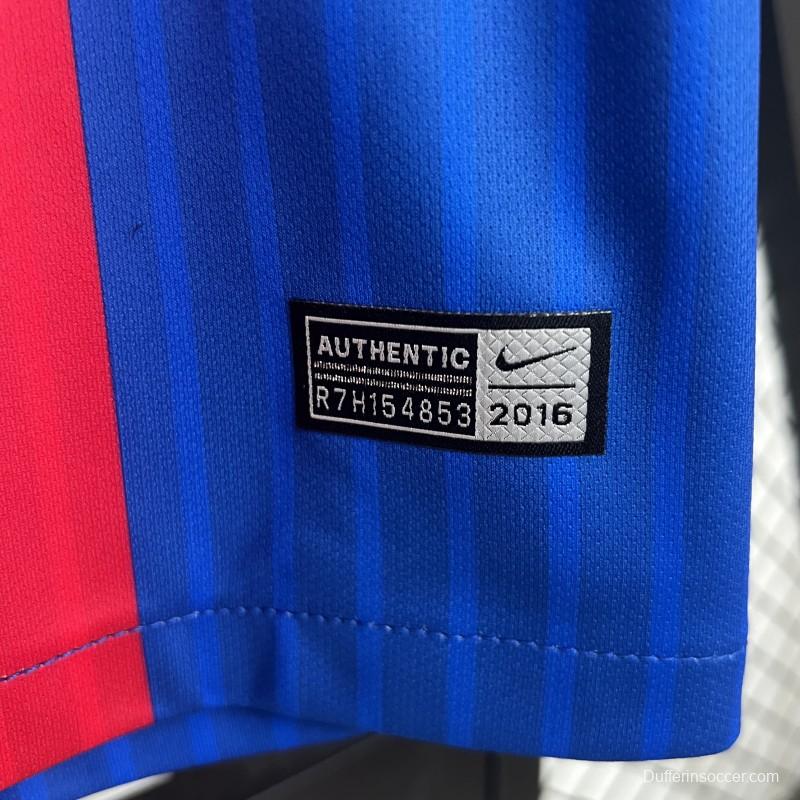 AUTHENTIC
R7H154853
2016
Dufferinsoccer.com